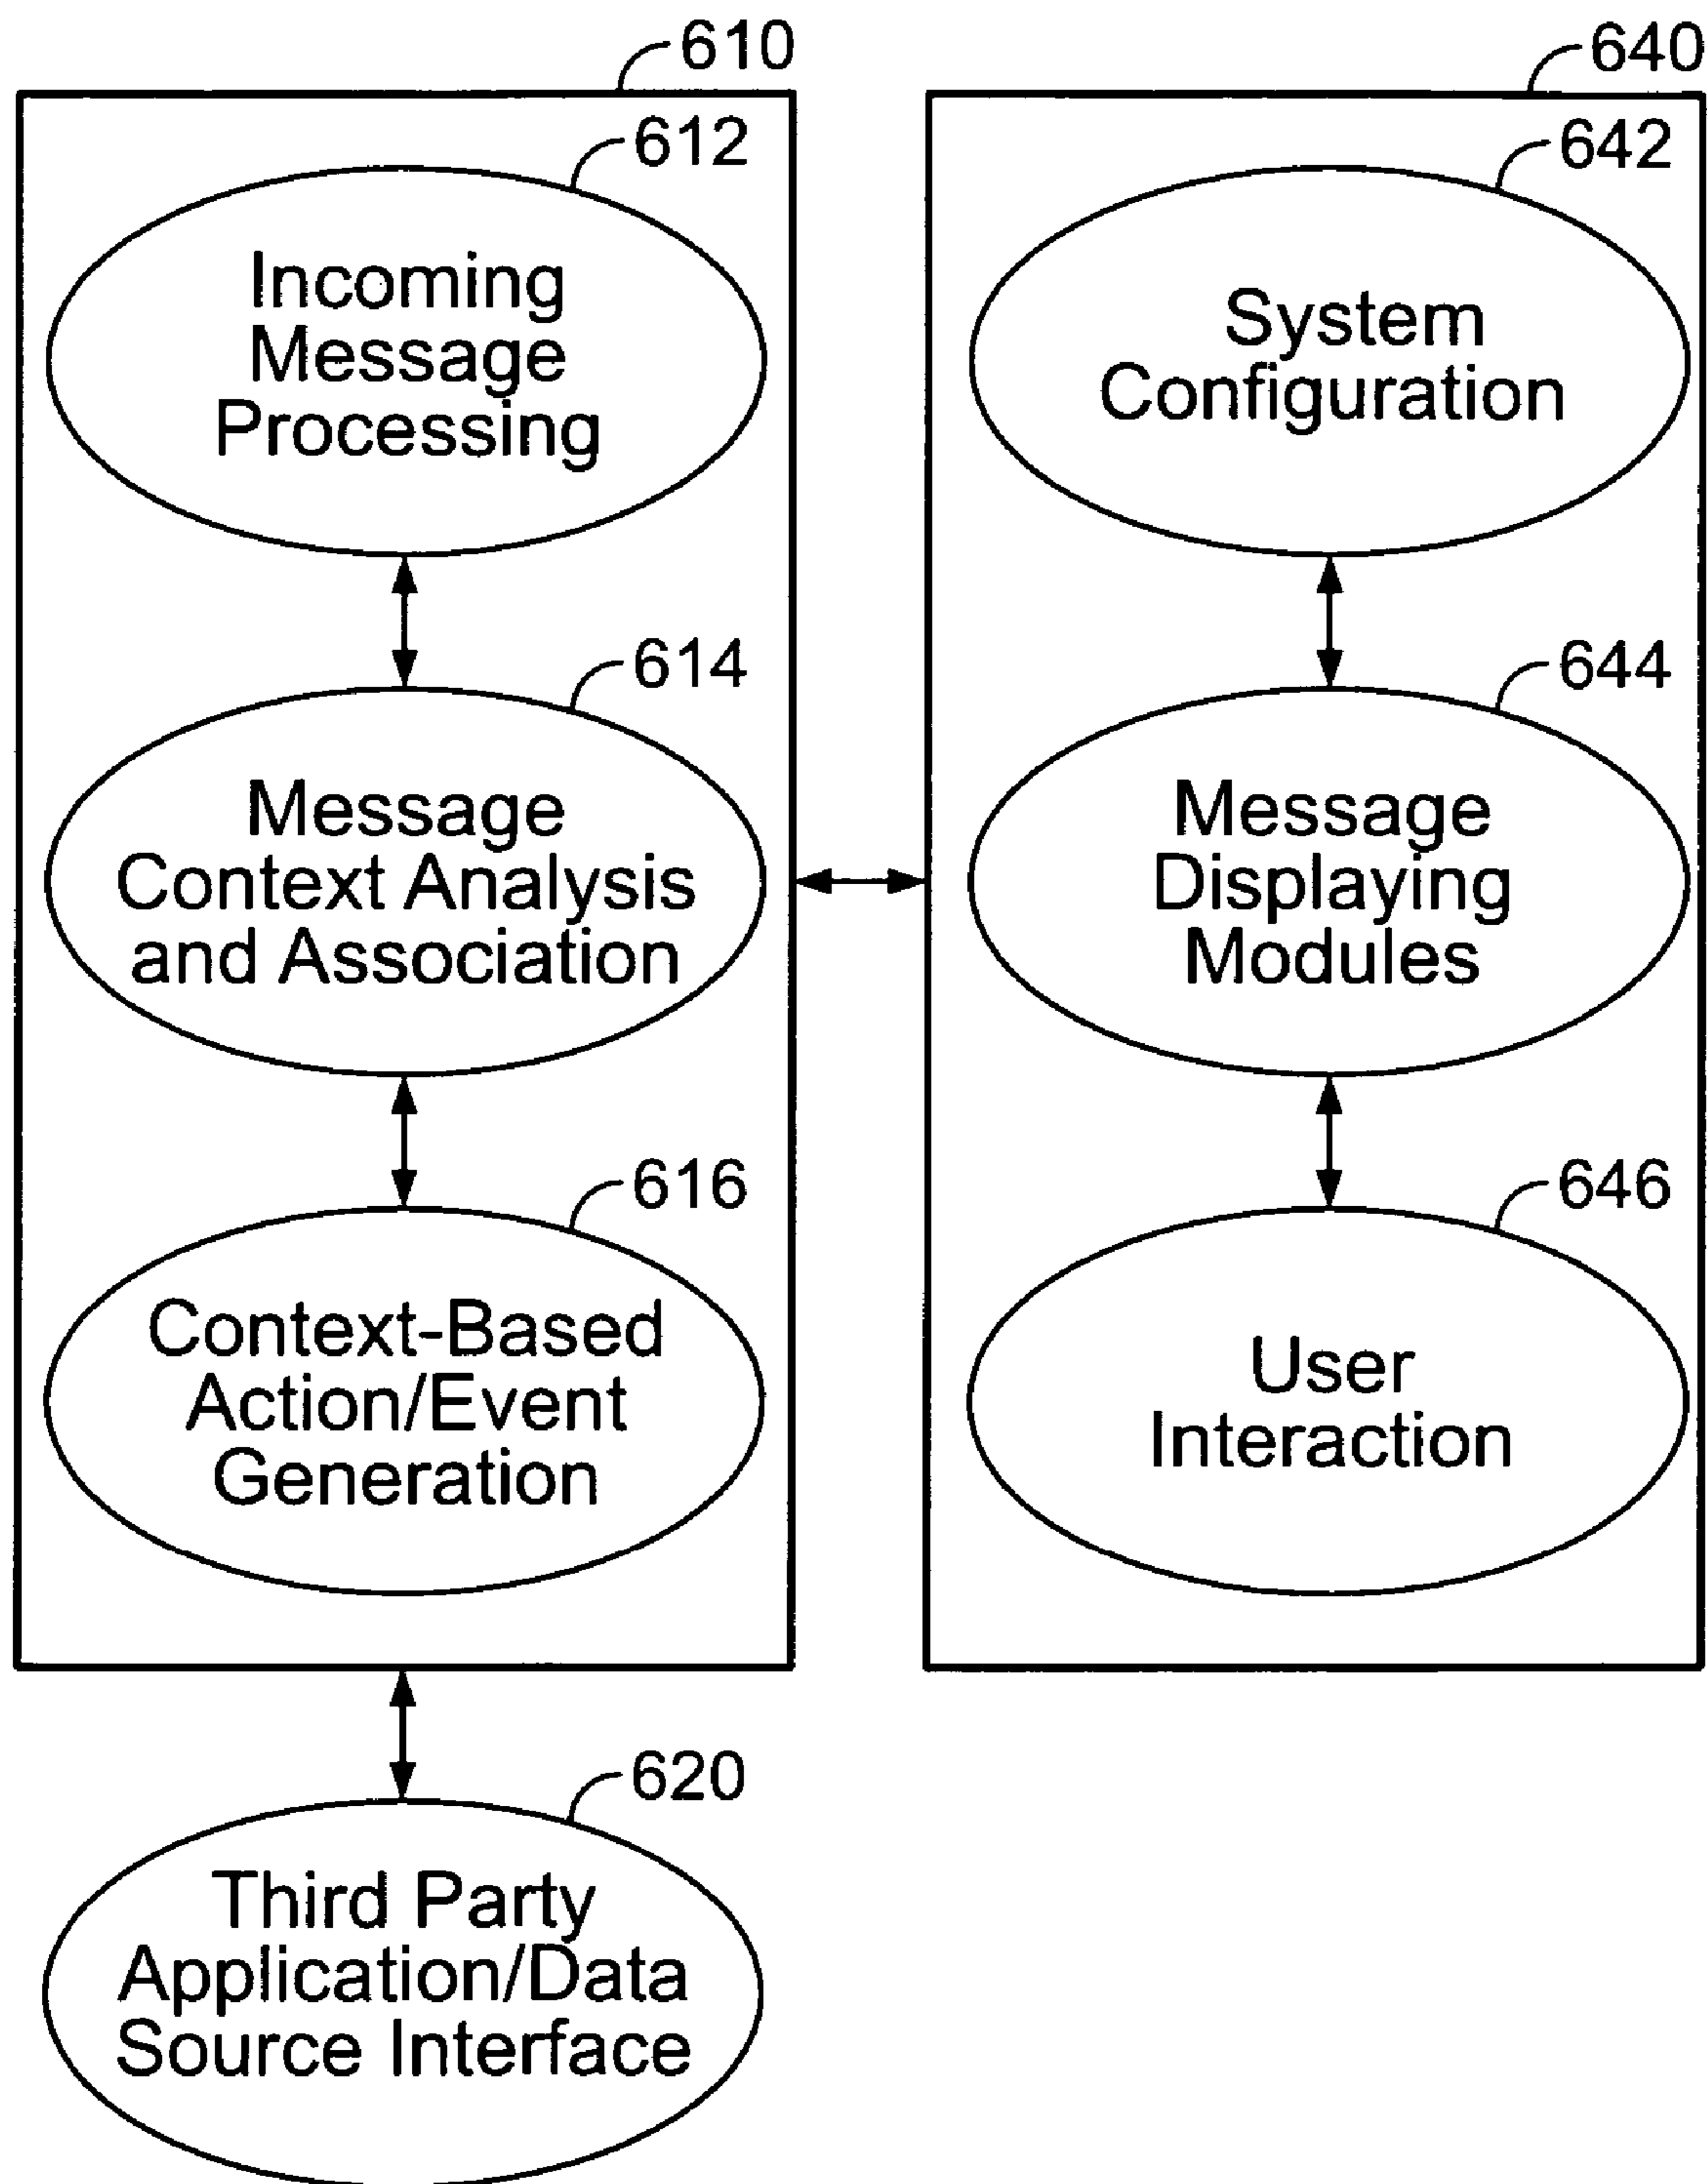 610
612
Incoming
Message
Processing
614
Message
Context Analysis
and Association
616
Context-Based
Action/Event
Generation
620
Third Party
Application/Data
Source Interface
640
642
System
Configuration
644
Message
Displaying
Modules
646
User
Interaction